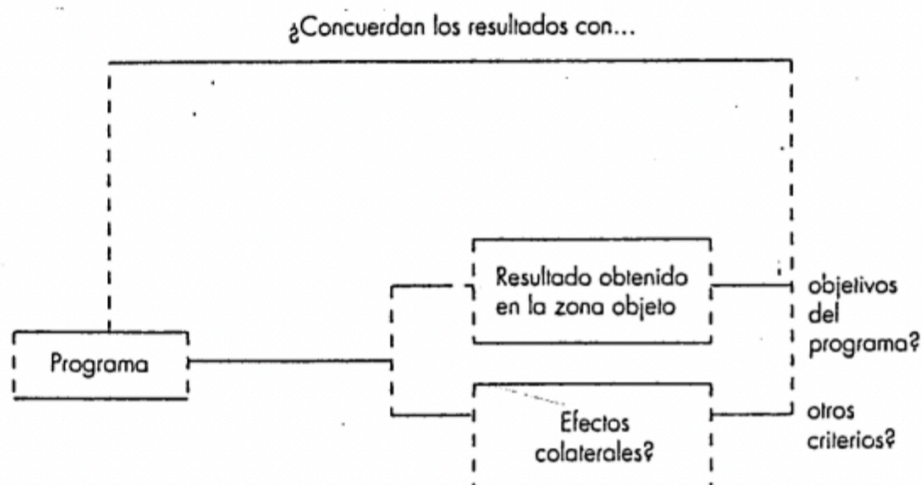 ¿Concuerdan los resultados con...
Resultado obtenido
en la zona objeto
objetivos
del
programa?
Programa
Efectos
colaterales?
otros
criterios?